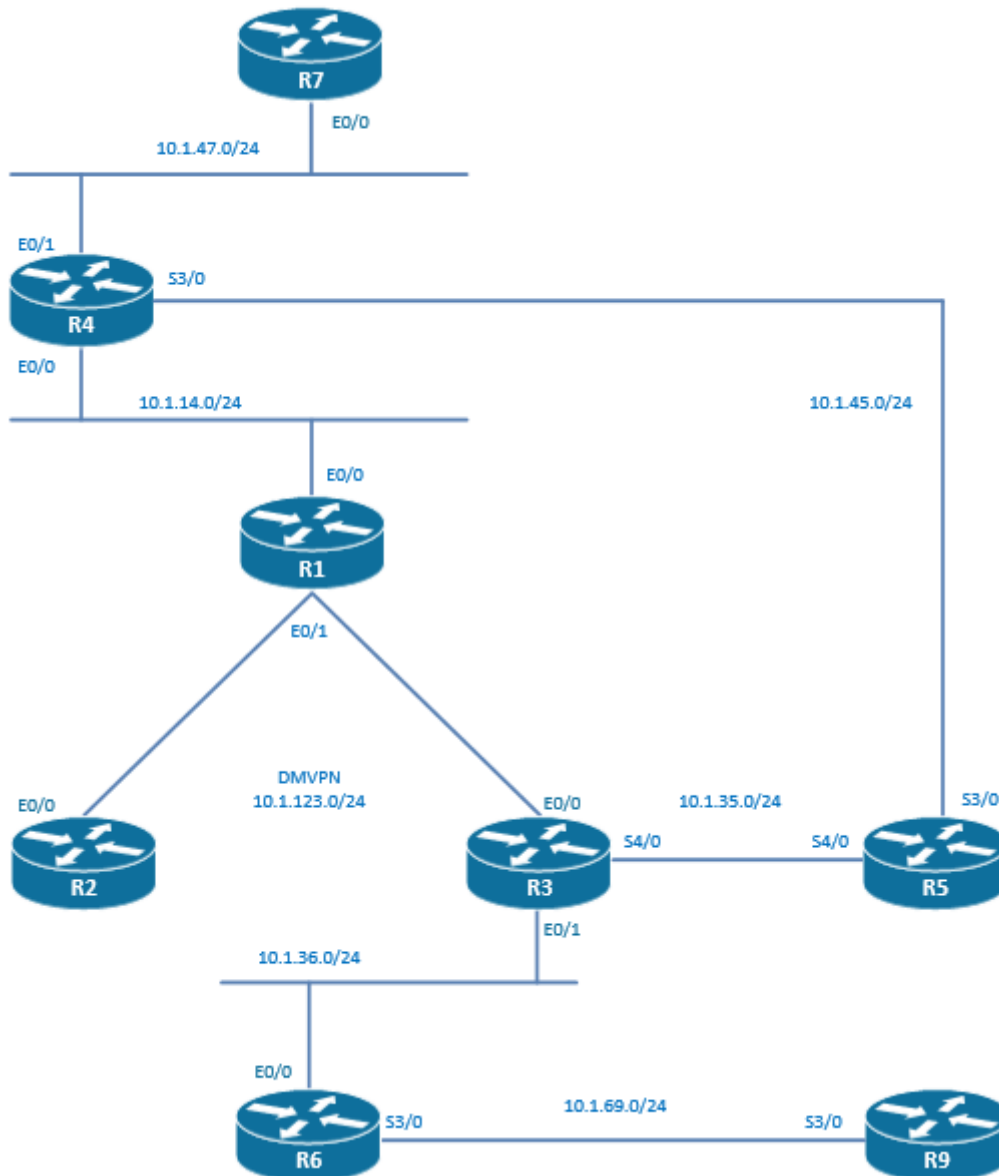 R7
E0/0
10.1.47.0/24
E0/1
S3/0
R4
E0/0
10.1.14.0/24
10.1.45.0/24
E0/0
R1
E0/1
DMVPN
10.1.123.0/24
E0/0
E0/0
10.1.35.0/24
S3/0
S4/0
S4/0
R2
R3
R5
E0/1
10.1.36.0/24
E0/0
10.1.69.0/24
S3/0
S3/0
R6
R9